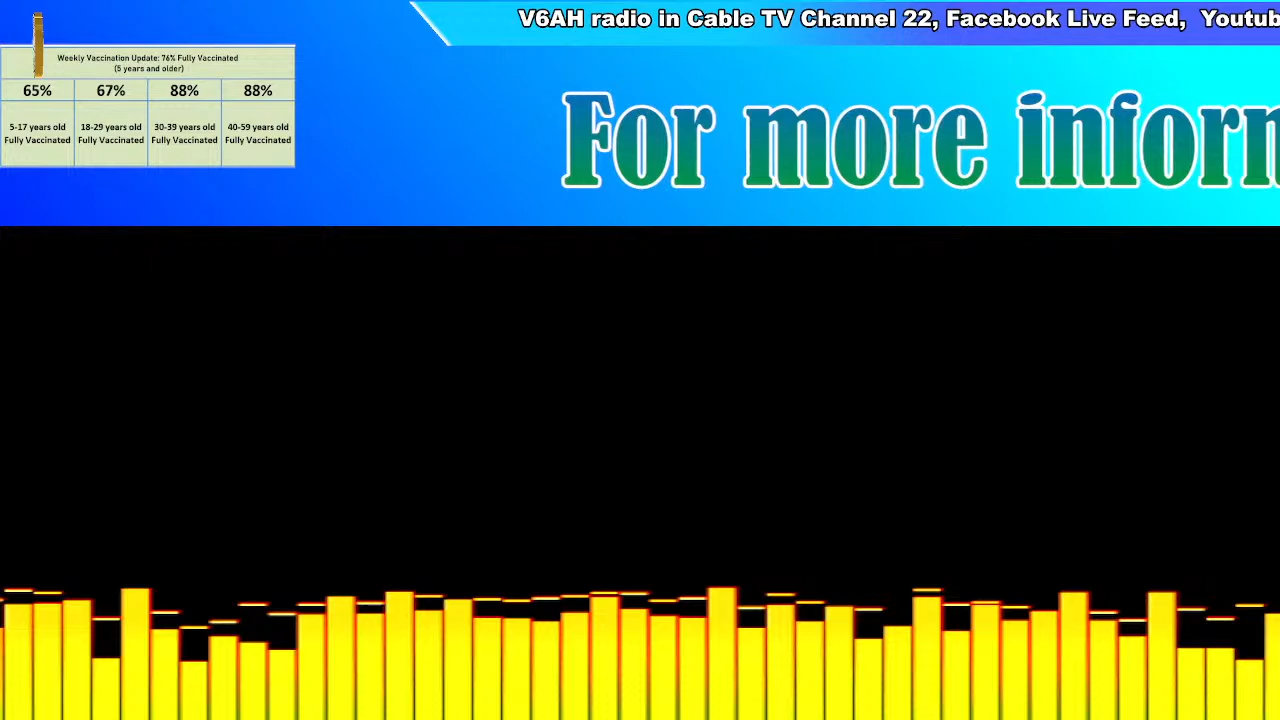 V6AH radio in Cable TV Channel 22, Facebook Live Feed, Youtub
Weekly Vaccination Update: 76% Fully Vaccinated
(5 years and older)
65% 67% 88% 88%
5-17 years old 18-29 years old 30-39 years old 40-59 years old
Fully Vaccinated Fully Vaccinated Fully Vaccinated Fully Vaccinated
For more inform